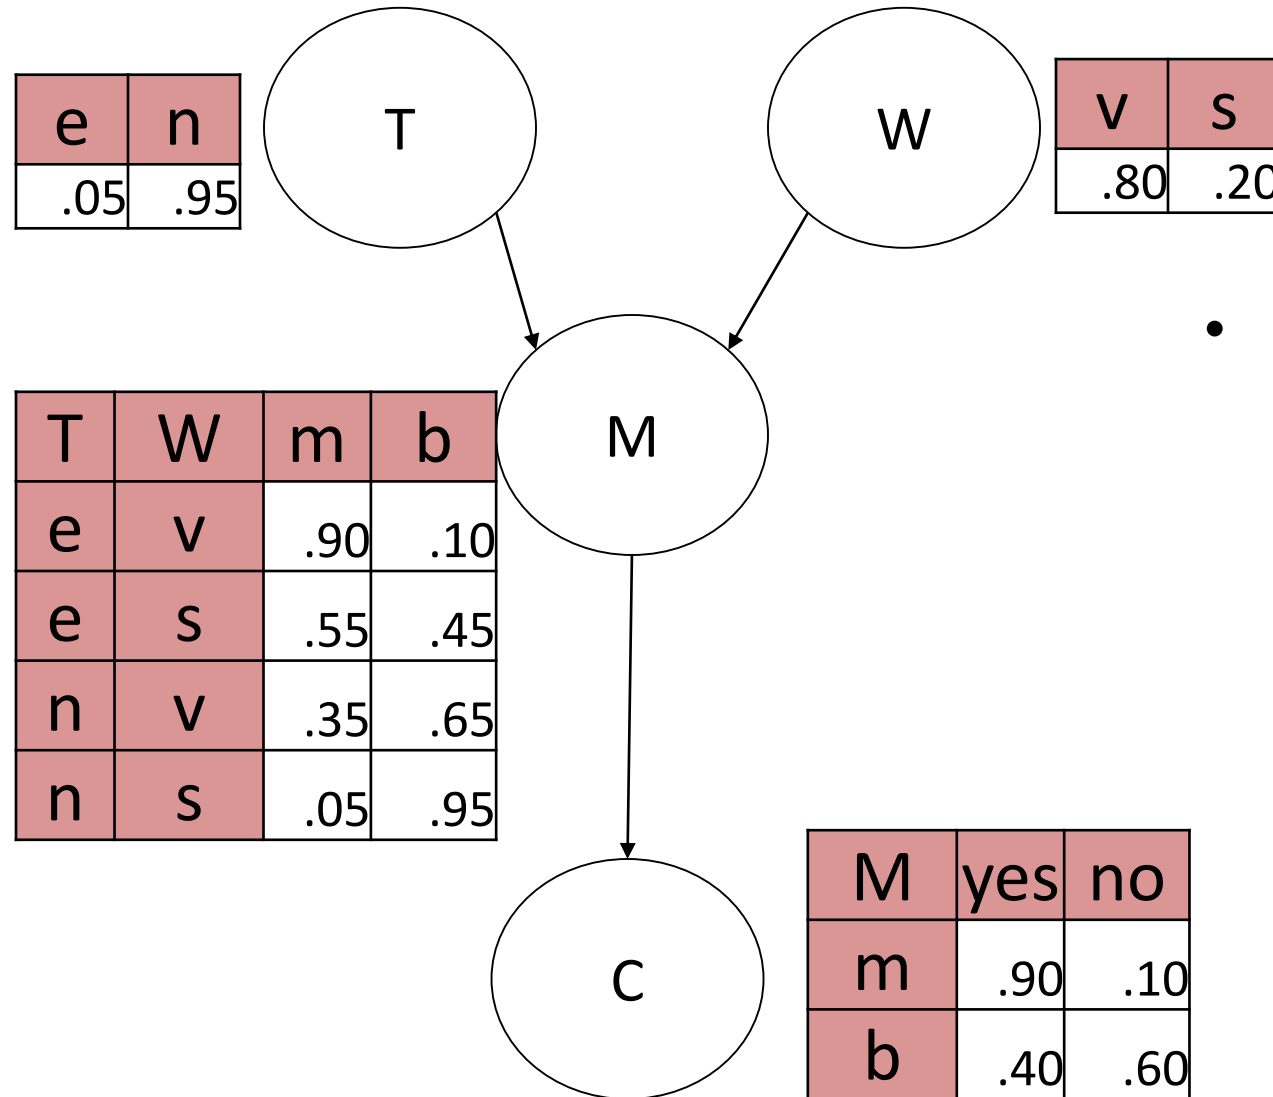 T
W
e n
.05 .95
v s
.80 .20
•
M
T W m b
e v .90 .10
e s .55 .45
n v .35 .65
n s .05 .95
C
M yes no
m .90 .10
b .40 .60